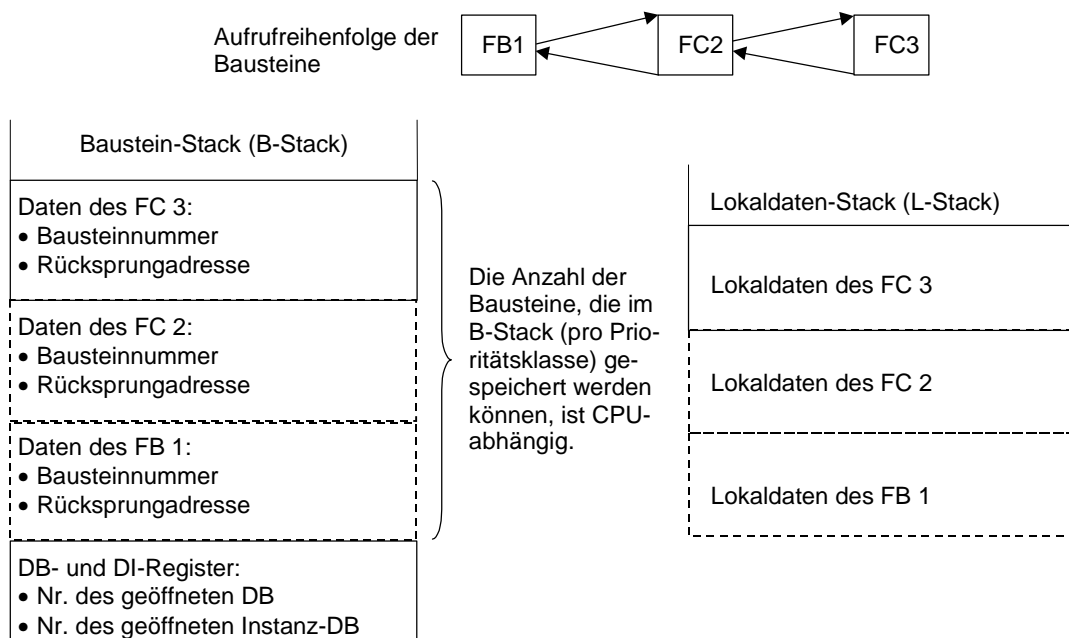 Aufrufreihenfolge der
Bausteine
FB1
FC2
FC3
Baustein-Stack (B-Stack)
Daten des FC 3:
• Bausteinnummer
• Rücksprungadresse
Daten des FC 2:
• Bausteinnummer
• Rücksprungadresse
Daten des FB 1:
• Bausteinnummer
• Rücksprungadresse
DB- und DI-Register:
• Nr. des geöffneten DB
• Nr. des geöffneten Instanz-DB
Die Anzahl der
Bausteine, die im
B-Stack (pro Prio-
ritätsklasse) ge-
speichert werden
können, ist CPU-
abhängig.
Lokaldaten-Stack (L-Stack)
Lokaldaten des FC 3
Lokaldaten des FC 2
Lokaldaten des FB 1